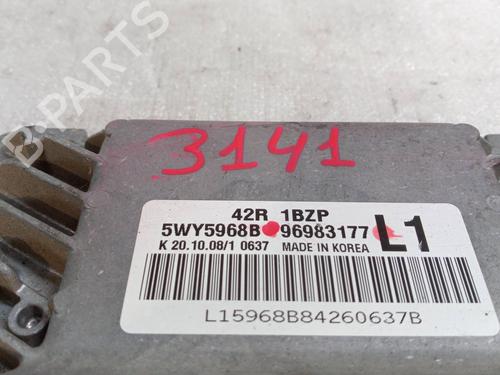 B-PARTS
3141
42R 1BZP
5WY5968B 96983177 L1
K 20.10.08/1 0637 MADE IN KOREA
L15968B84260637B